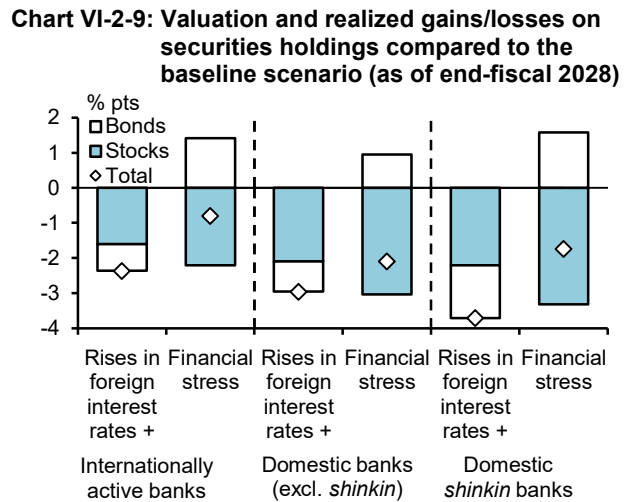 Chart VI-2-9: Valuation and realized gains/losses on
securities holdings compared to the
baseline scenario (as of end-fiscal 2028)
% pts
Bonds
Stocks
Total
2
1
0
-1
-2
-3
-4
Rises in
foreign
interest
rates +
Financial
stress
Rises in
foreign
interest
rates +
Financial
stress
Rises in
foreign
interest
rates +
Financial
stress
Internationally
active banks
Domestic banks
(excl. shinkin)
Domestic
shinkin banks